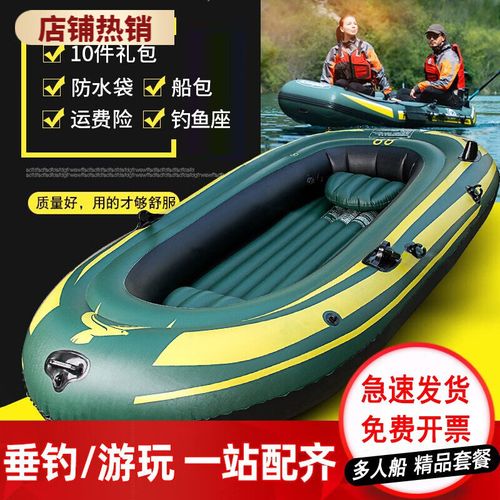 店铺热销
10件礼包
防水袋 船包
运费险 钓鱼座
质量好，用的才够舒服
急速发货
免费开票
垂钓/游玩 一站配齐
多人船 精品套餐